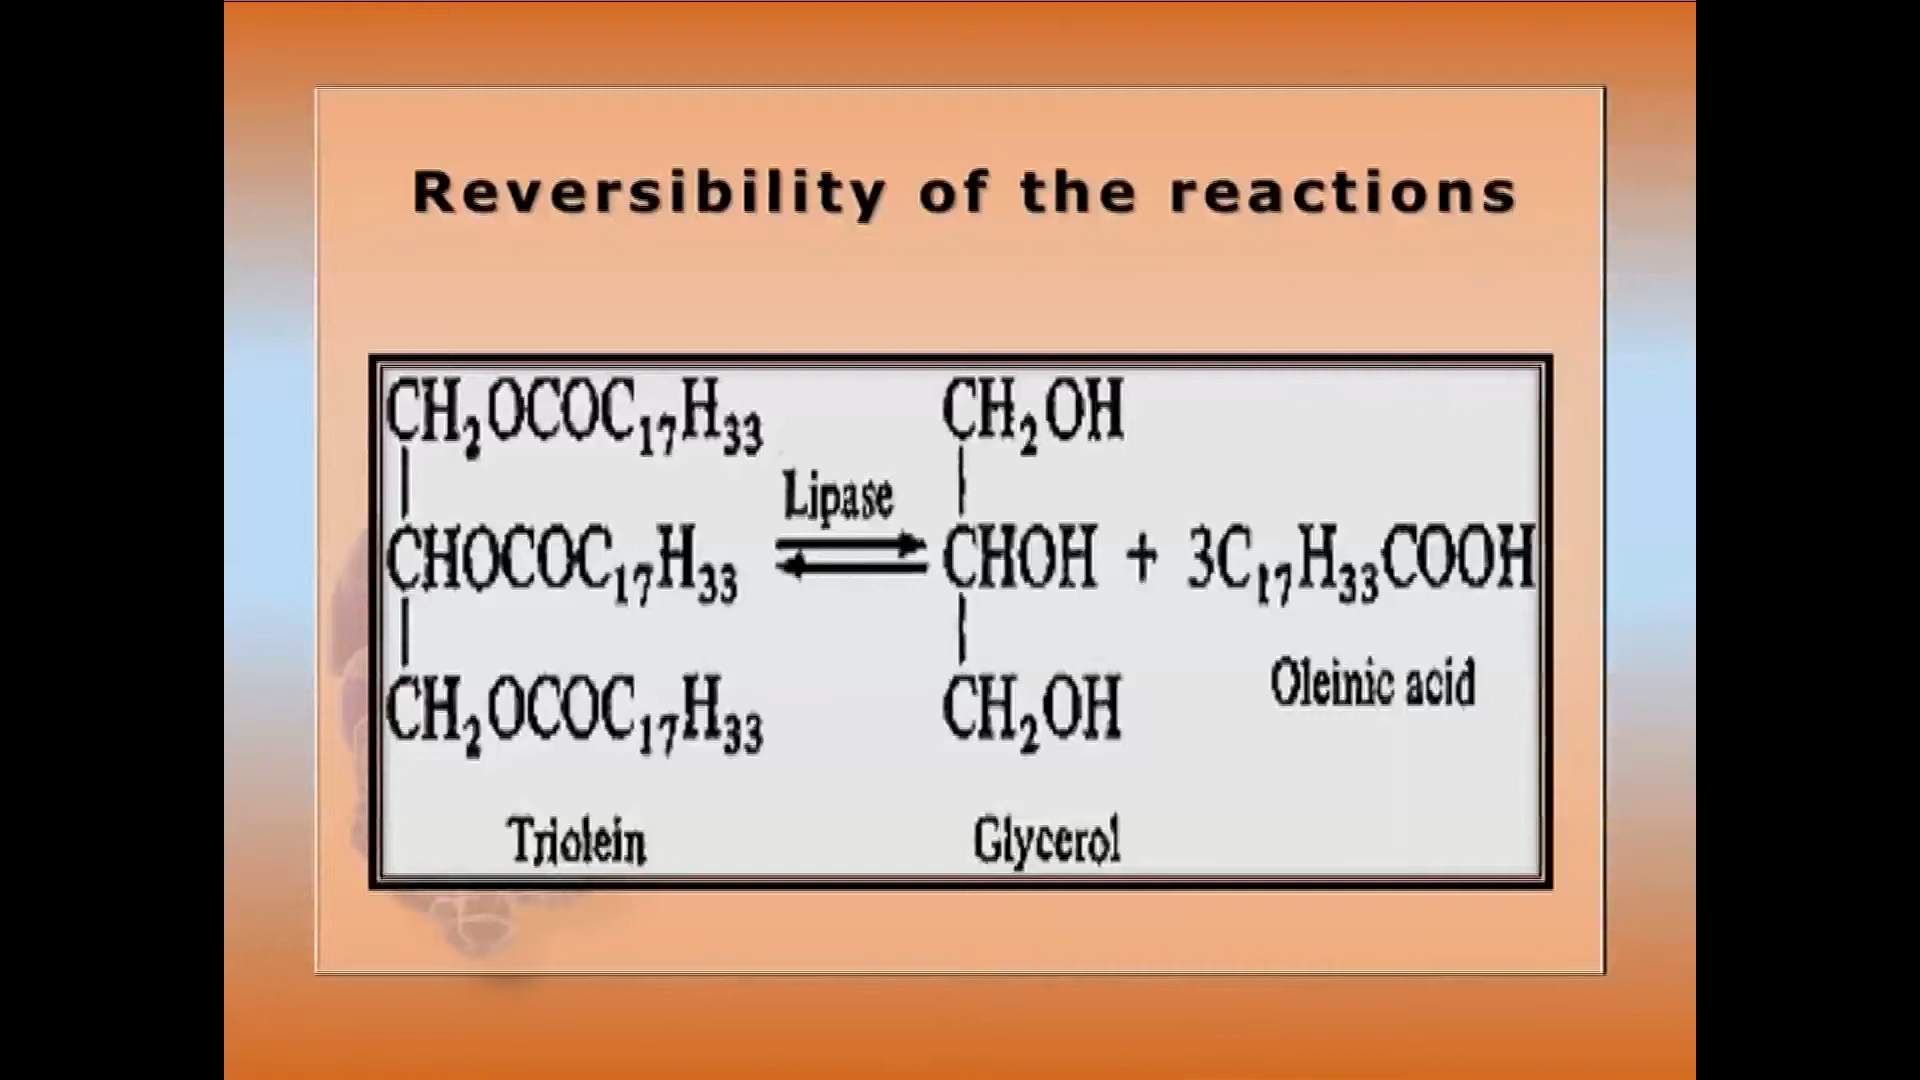 Reversibility of the reactions
CH₂OCOC₁₇H₃₃
CH₂OH
Lipase
CHOCOC₁₇H₃₃
CHOH + 3C₁₇H₃₃COOH
CH₂OCOC₁₇H₃₃
CH₂OH
Oleinic acid
Triolein
Glycerol